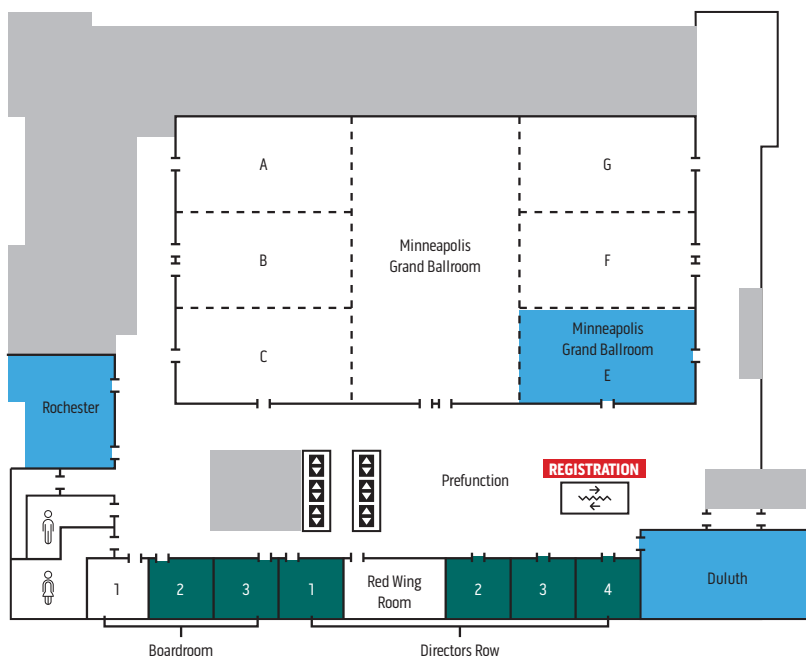 A
G
B
Minneapolis
Grand Ballroom
F
Minneapolis
Grand Ballroom
E
C
Rochester
REGISTRATION
Prefunction
1
2
3
1
Red Wing
Room
2
3
4
Duluth
Boardroom
Directors Row